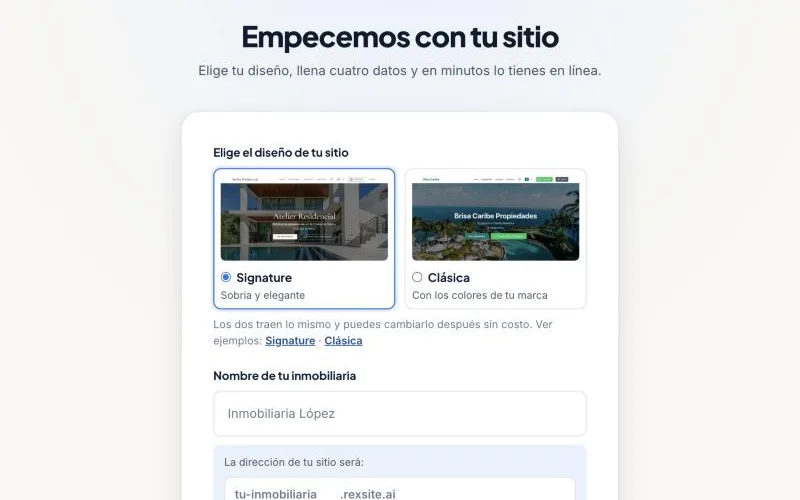 Empecemos con tu sitio
Elige tu diseño, llena cuatro datos y en minutos lo tienes en línea.
Elige el diseño de tu sitio
Atelier Residencial
Brisa Caribe Propiedades
Signature
Sobria y elegante
Clásica
Con los colores de tu marca
Los dos traen lo mismo y puedes cambiarlo después sin costo. Ver
ejemplos: Signature · Clásica
Nombre de tu inmobiliaria
Inmobiliaria López
La dirección de tu sitio será:
tu-inmobiliaria .rexsite.ai